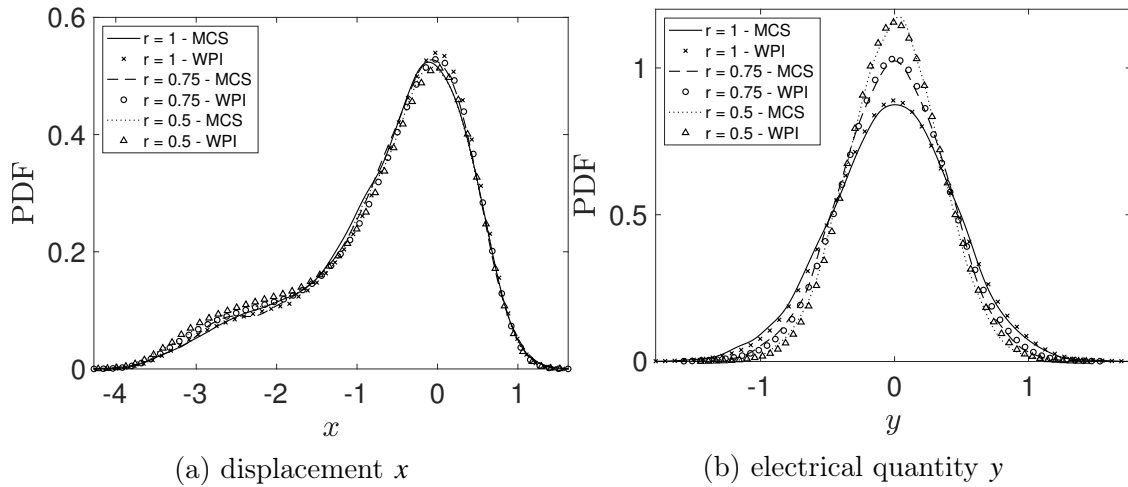 0.6
r = 1 - MCS
r = 1 - WPI
r = 0.75 - MCS
r = 0.75 - WPI
r = 0.5 - MCS
r = 0.5 - WPI
0.4
PDF
0.2
0
-4 -3 -2 -1 0 1
x
(a) displacement x
r = 1 - MCS
r = 1 - WPI
r = 0.75 - MCS
r = 0.75 - WPI
r = 0.5 - MCS
r = 0.5 - WPI
1
PDF
0.5
0
-1 0 1
y
(b) electrical quantity y